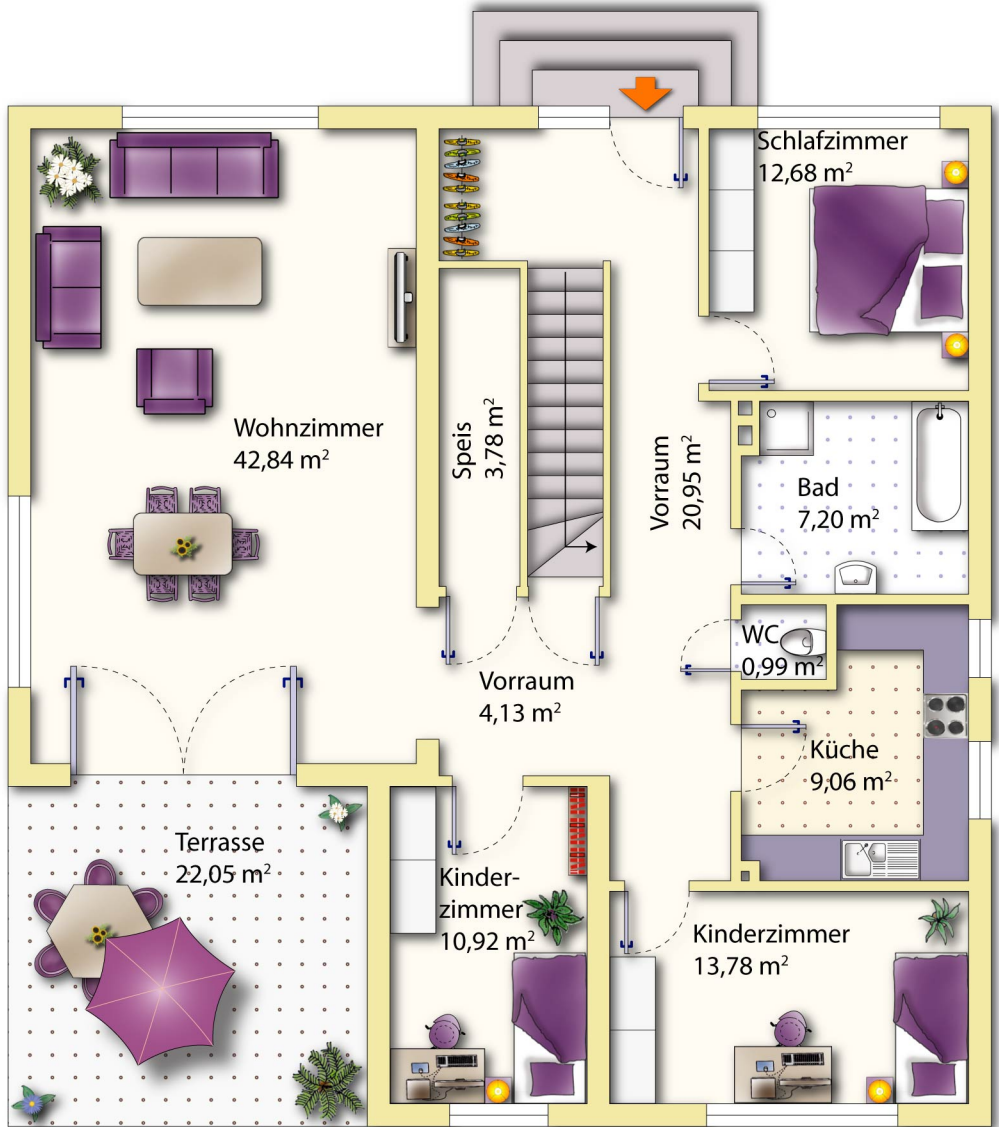 Schlafzimmer
12,68 m²
Wohnzimmer
42,84 m²
Speis
3,78 m²
Vorraum
20,95 m²
Bad
7,20 m²
WC
0,99 m²
Vorraum
4,13 m²
Küche
9,06 m²
Terrasse
22,05 m²
Kinder-
zimmer
10,92 m²
Kinderzimmer
13,78 m²